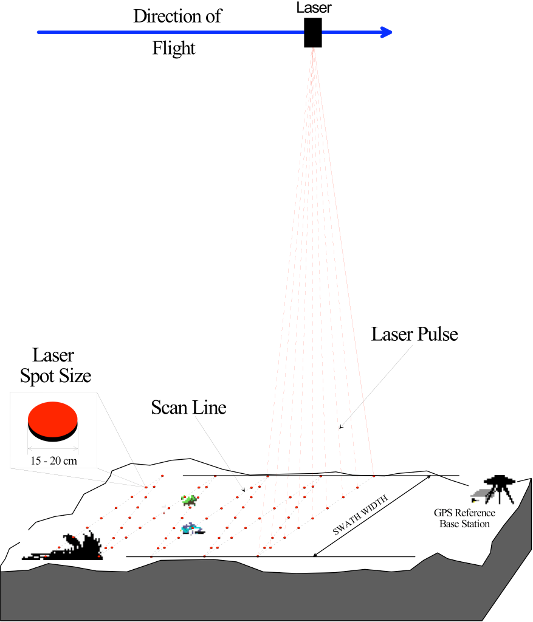 Laser
Direction of
Flight
Laser Pulse
Laser
Spot Size
Scan Line
15 - 20 cm
SWATH WIDTH
GPS Reference
Base Station